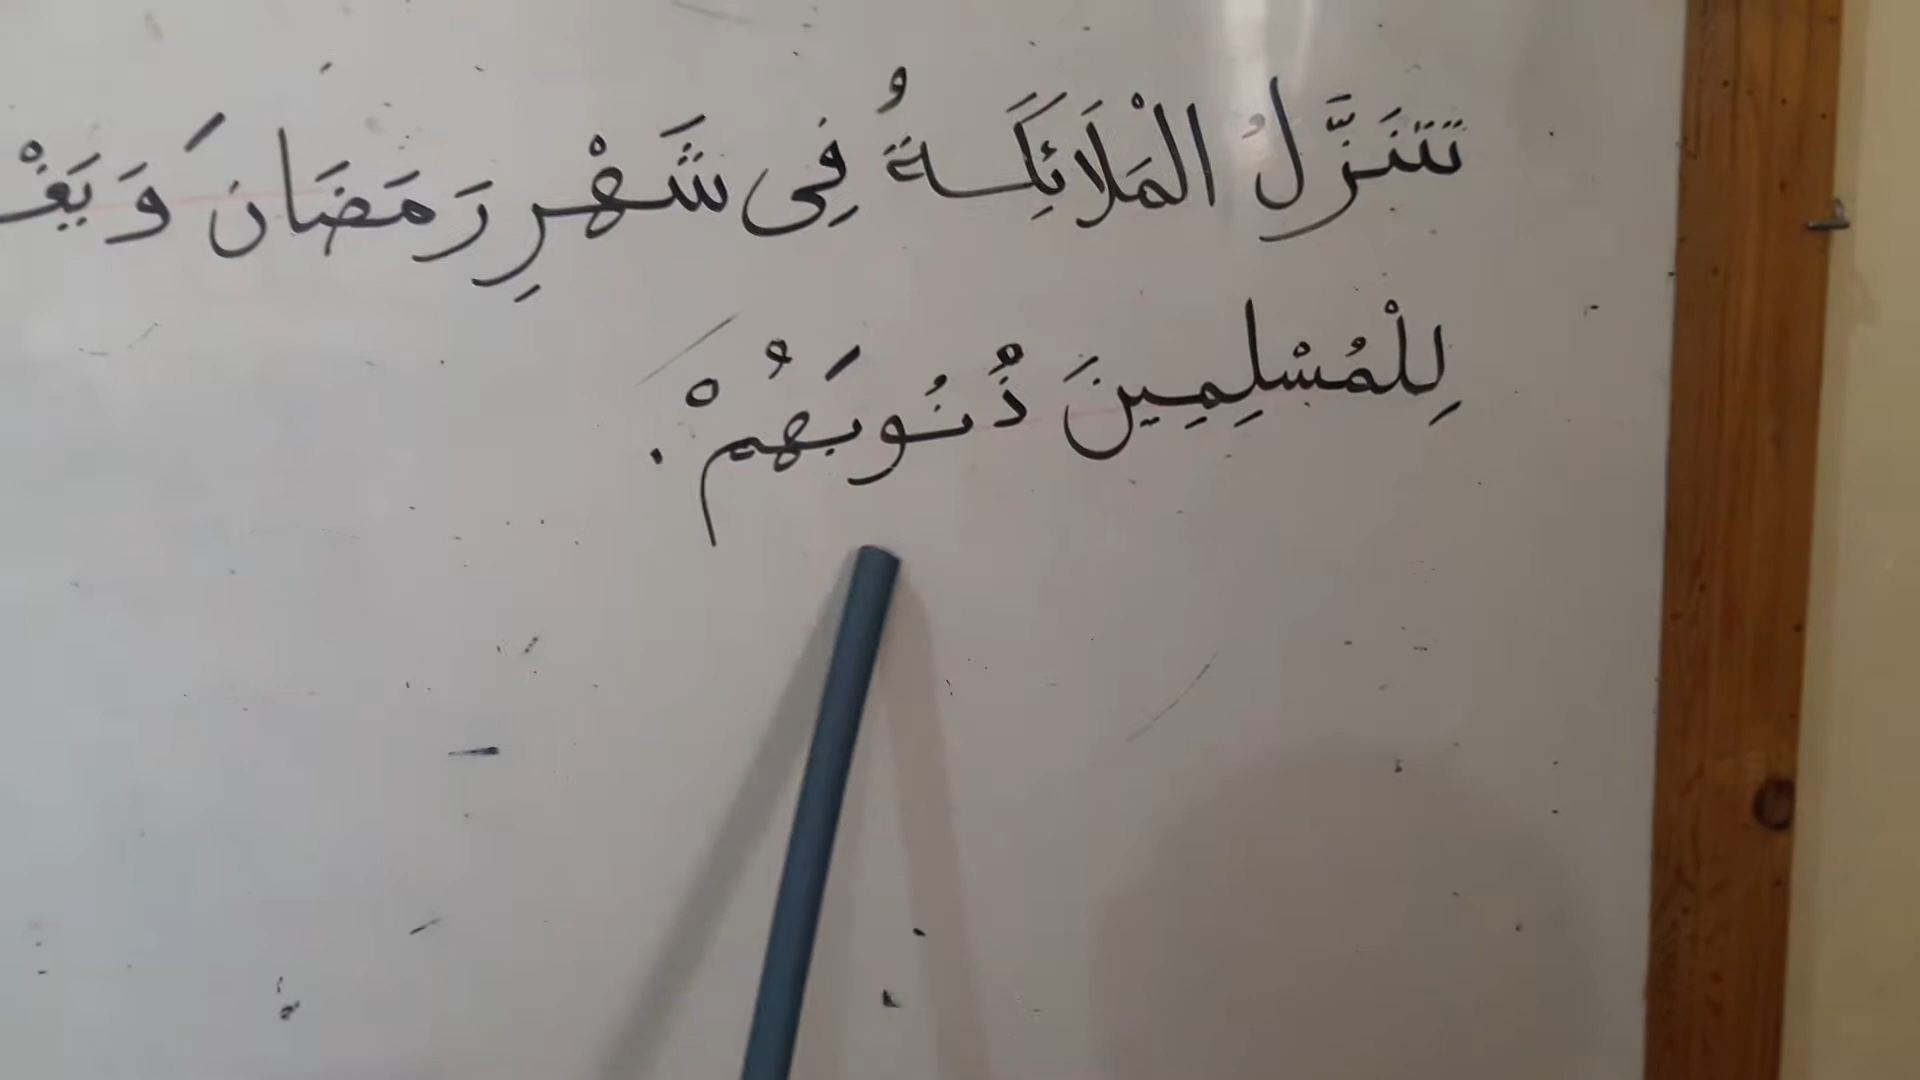 تَتَنَزَّلُ الْمَلَائِكَةُ فِى شَهْرِ رَمَضَانَ وَيَغْ
لِلْمُسْلِمِينَ ذُنُوبَهُمْ.